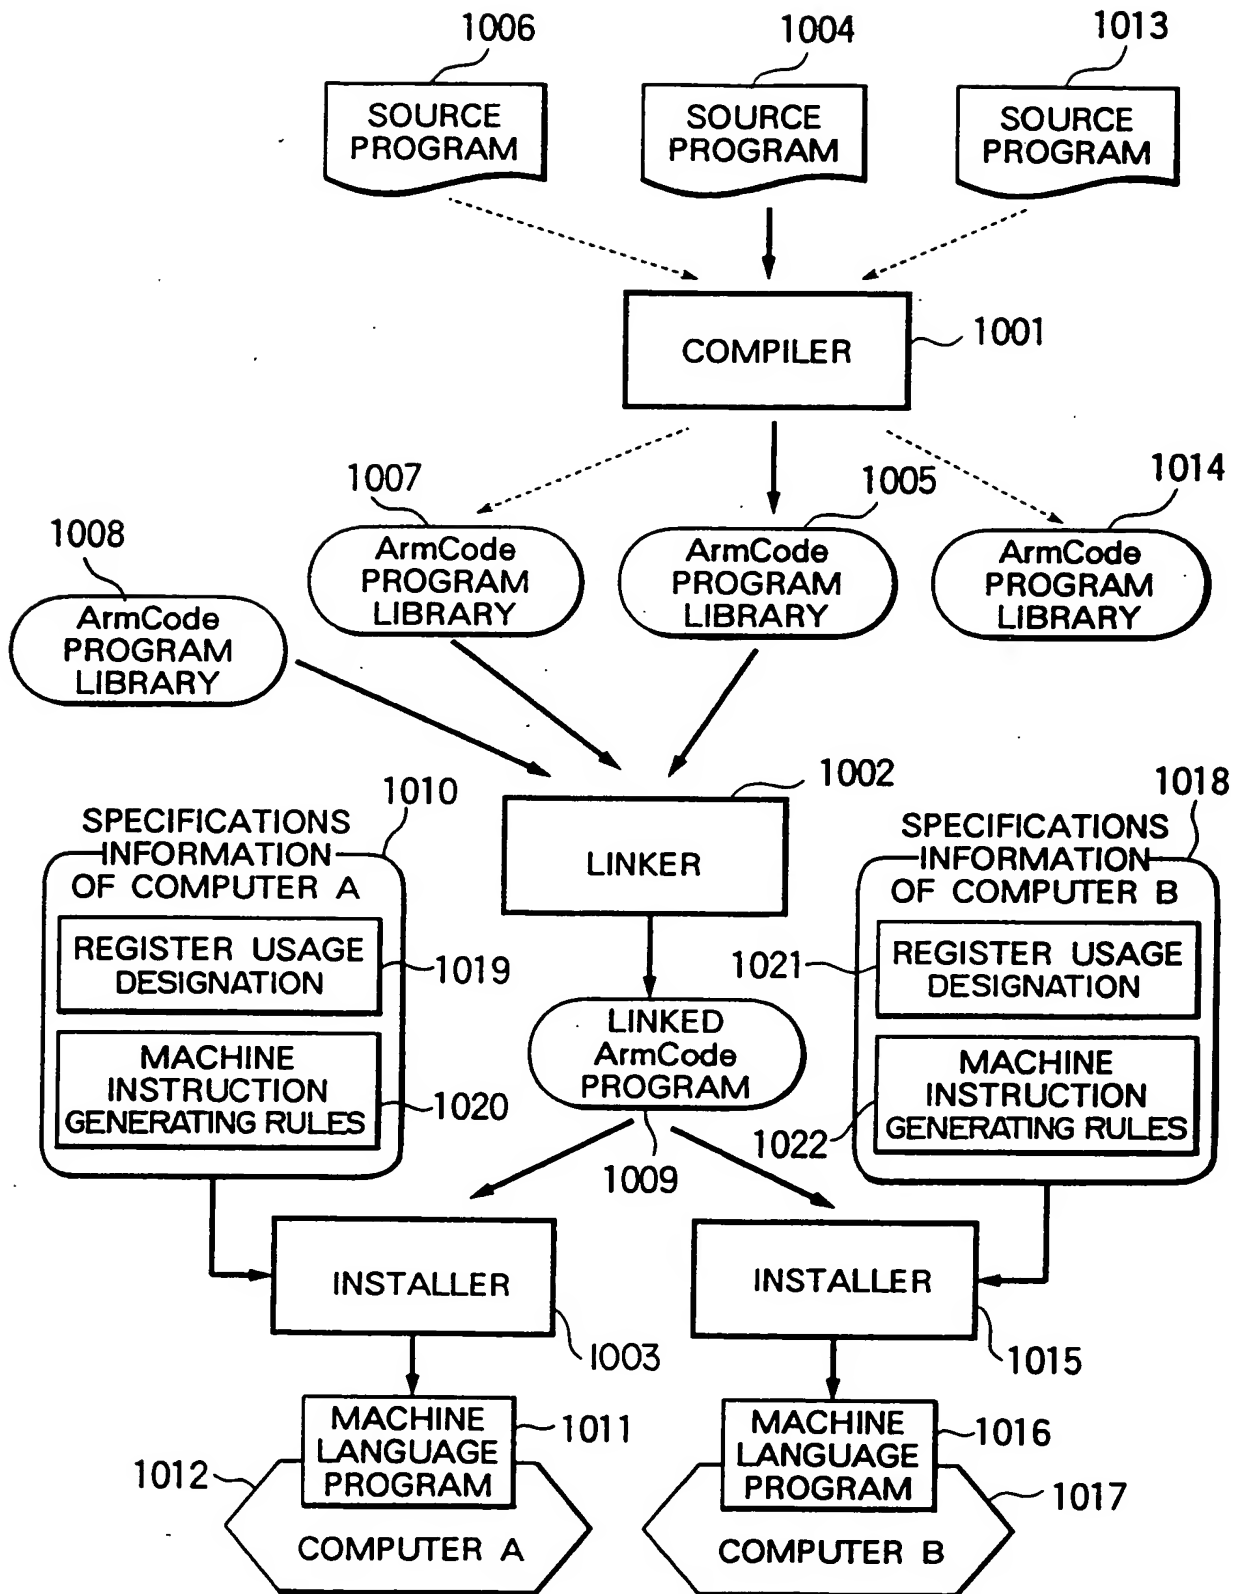 1006
1004
1013
SOURCE
PROGRAM
SOURCE
PROGRAM
SOURCE
PROGRAM
COMPILER
1001
1007
1005
1014
1008
ArmCode
PROGRAM
LIBRARY
ArmCode
PROGRAM
LIBRARY
ArmCode
PROGRAM
LIBRARY
ArmCode
PROGRAM
LIBRARY
1002
1010
1018
SPECIFICATIONS
INFORMATION
OF COMPUTER A
LINKER
SPECIFICATIONS
INFORMATION
OF COMPUTER B
REGISTER USAGE
DESIGNATION
1019
1021
REGISTER USAGE
DESIGNATION
LINKED
ArmCode
PROGRAM
MACHINE
INSTRUCTION
GENERATING RULES
1020
1022
MACHINE
INSTRUCTION
GENERATING RULES
1009
INSTALLER
INSTALLER
1003
1015
MACHINE
LANGUAGE
PROGRAM
1011
MACHINE
LANGUAGE
PROGRAM
1016
1012
1017
COMPUTER A
COMPUTER B